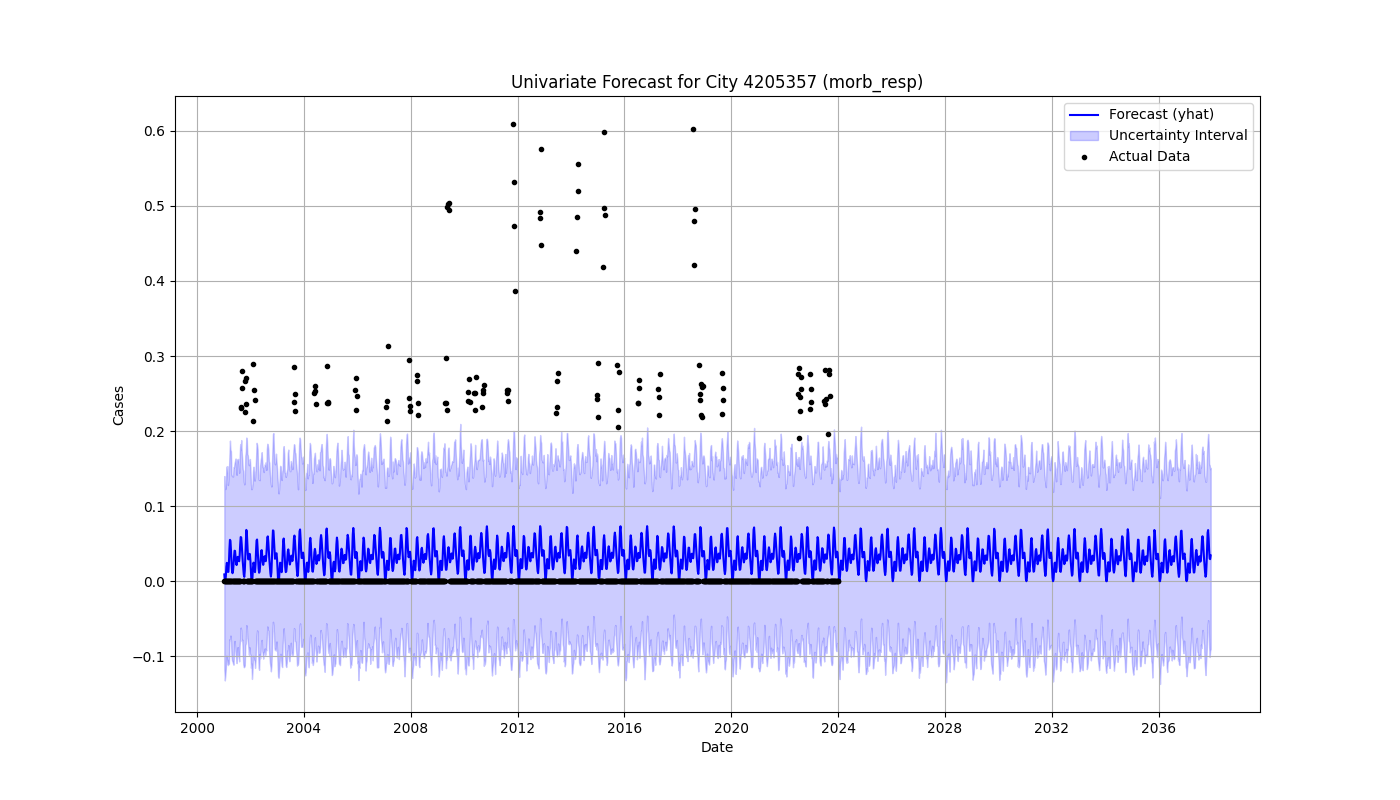 Univariate Forecast for City 4205357 (morb_resp)
Forecast (yhat)
Uncertainty Interval
Actual Data
Cases
0.6
0.5
0.4
0.3
0.2
0.1
0.0
−0.1
2000 2004 2008 2012 2016 2020 2024 2028 2032 2036
Date